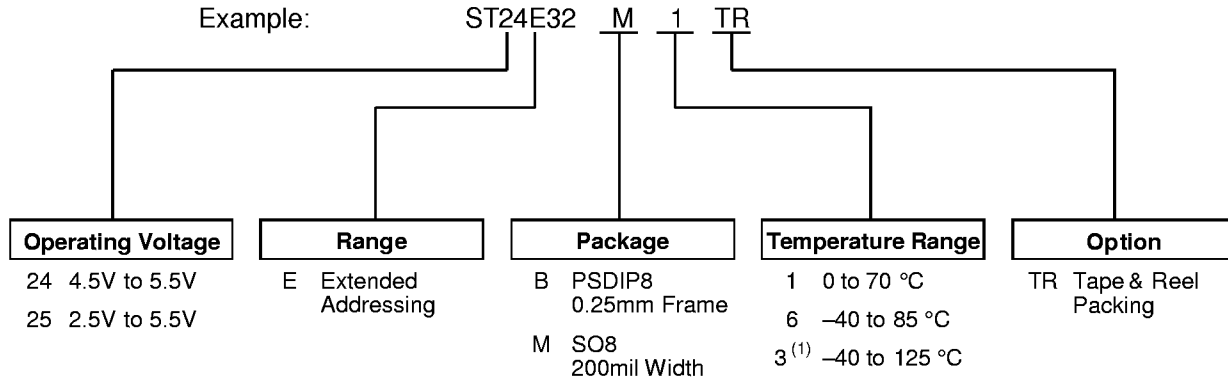 Example: ST24E32 M 1 TR
Operating Voltage
24 4.5V to 5.5V
25 2.5V to 5.5V
Range
E Extended
Addressing
Package
B PSDIP8
0.25mm Frame
M SO8
200mil Width
Temperature Range
1 0 to 70 °C
6 –40 to 85 °C
3 (1) –40 to 125 °C
Option
TR Tape & Reel
Packing